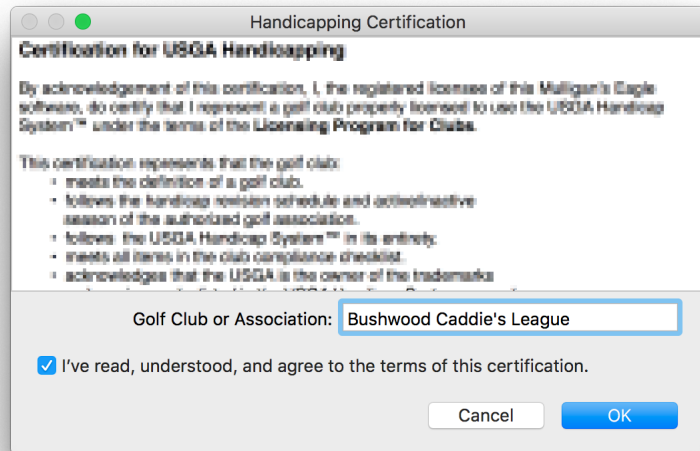 Handicapping Certification
Certification for USGA Handicapping
By acknowledgement of this certification, I, the registered licensee of this Mulligan's Eagle
software, do certify that I represent a golf club properly licensed to use the USGA Handicap
System™ under the terms of the Licensing Program for Clubs.
This certification represents that the golf club:
• meets the definition of a golf club.
• follows the handicap revision schedule and active/inactive
season of the authorized golf association.
• follows the USGA Handicap System™ in its entirety.
• meets all items in the club compliance checklist.
• acknowledges that the USGA is the owner of the trademarks
Golf Club or Association: Bushwood Caddie's League
I've read, understood, and agree to the terms of this certification.
Cancel OK